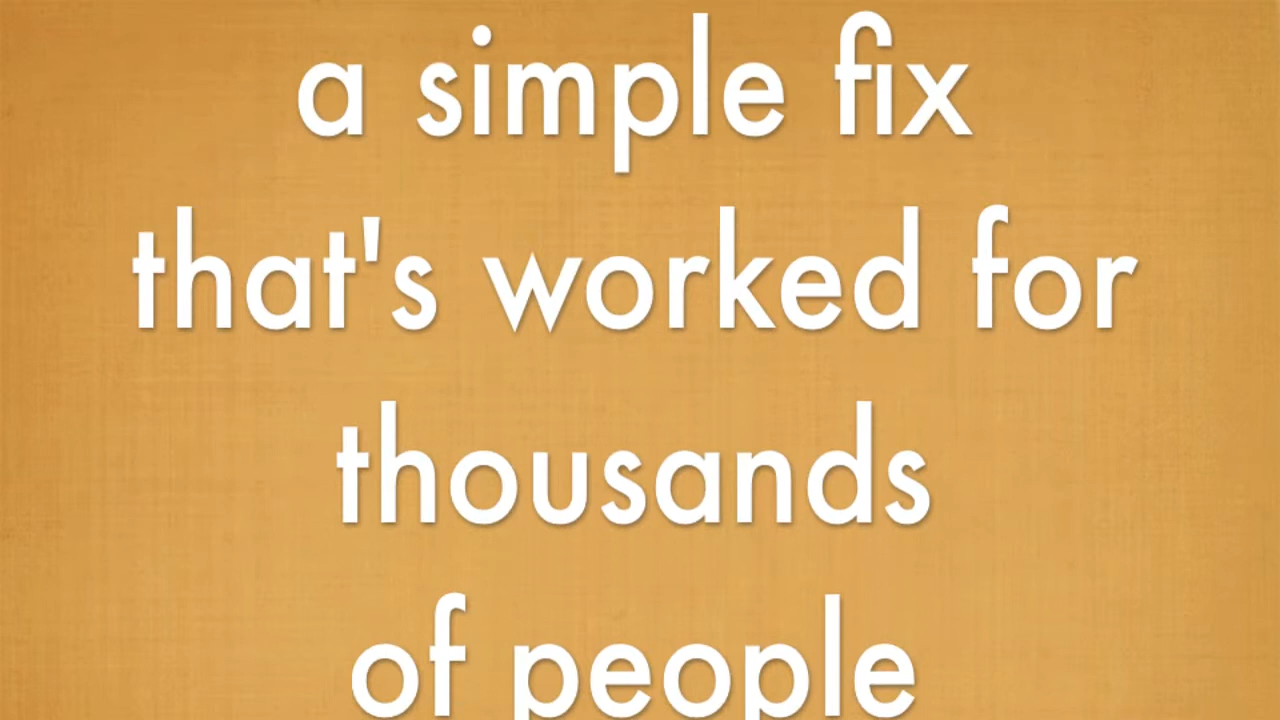 a simple fix
that's worked for
thousands
of people